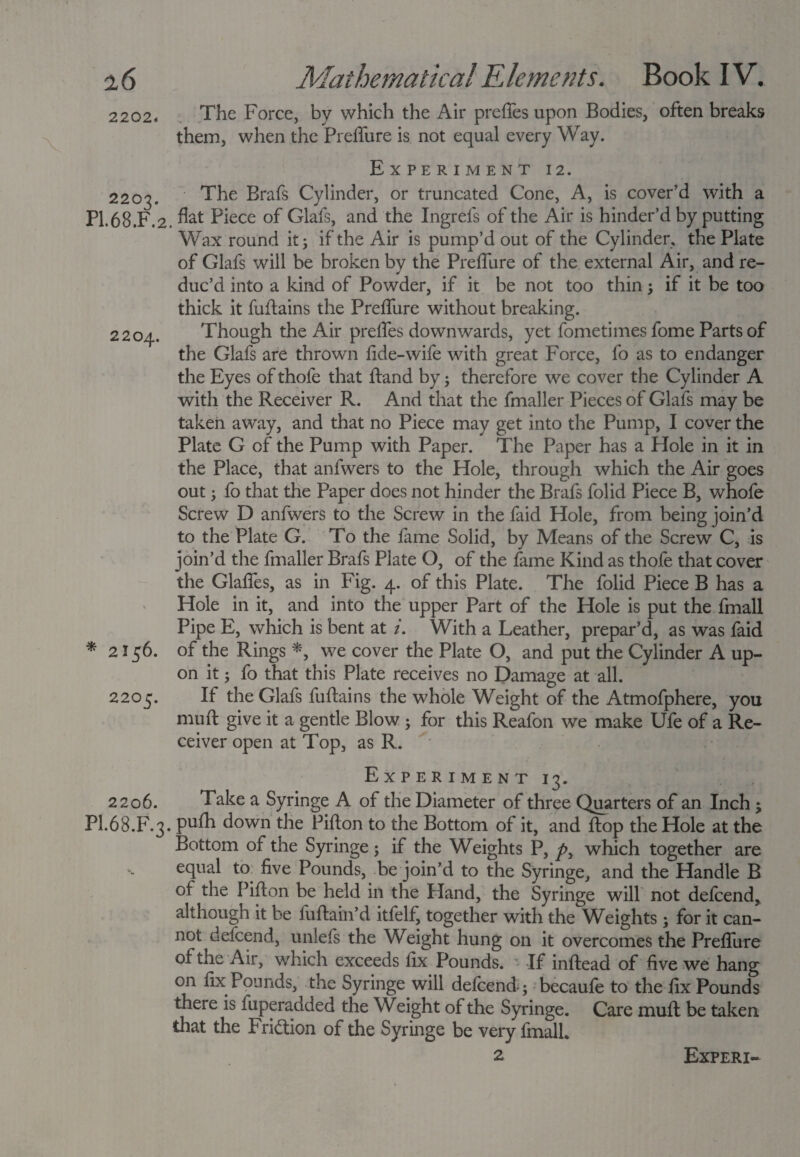 26 Mathematical Elements. Book IV.
2202. The Force, by which the Air preſſes upon Bodies, often breaks
them, when the Preſſure is not equal every Way.
EXPERIMENT 12.
2203. The Braſs Cylinder, or truncated Cone, A, is cover'd with a
Pl.68.F.2. flat Piece of Glaſs, and the Ingreſs of the Air is hinder'd by putting
Wax round it; if the Air is pump'd out of the Cylinder, the Plate
of Glaſs will be broken by the Preſſure of the external Air, and re-
duc'd into a kind of Powder, if it be not too thin; if it be too
thick it ſuſtains the Preſſure without breaking.
2204. Though the Air preſſes downwards, yet ſometimes ſome Parts of
the Glaſs are thrown ſide-wiſe with great Force, ſo as to endanger
the Eyes of thoſe that ſtand by; therefore we cover the Cylinder A
with the Receiver R. And that the ſmaller Pieces of Glaſs may be
taken away, and that no Piece may get into the Pump, I cover the
Plate G of the Pump with Paper. The Paper has a Hole in it in
the Place, that anſwers to the Hole, through which the Air goes
out; ſo that the Paper does not hinder the Braſs ſolid Piece B, whoſe
Screw D anſwers to the Screw in the ſaid Hole, from being join'd
to the Plate G. To the ſame Solid, by Means of the Screw C, is
join'd the ſmaller Braſs Plate O, of the ſame Kind as thoſe that cover
the Glaſſes, as in Fig. 4. of this Plate. The ſolid Piece B has a
Hole in it, and into the upper Part of the Hole is put the ſmall
Pipe E, which is bent at i. With a Leather, prepar'd, as was ſaid
* 2156. of the Rings *, we cover the Plate O, and put the Cylinder A up-
on it; ſo that this Plate receives no Damage at all.
2205. If the Glaſs ſuſtains the whole Weight of the Atmoſphere, you
muſt give it a gentle Blow; for this Reaſon we make Uſe of a Re-
ceiver open at Top, as R.
EXPERIMENT 13.
2206. Take a Syringe A of the Diameter of three Quarters of an Inch;
Pl.68.F.3. puſh down the Piſton to the Bottom of it, and ſtop the Hole at the
Bottom of the Syringe; if the Weights P, p, which together are
equal to five Pounds, be join'd to the Syringe, and the Handle B
of the Piſton be held in the Hand, the Syringe will not deſcend,
although it be ſuſtain'd itſelf, together with the Weights; for it can-
not deſcend, unleſs the Weight hung on it overcomes the Preſſure
of the Air, which exceeds ſix Pounds. If inſtead of five we hang
on ſix Pounds, the Syringe will deſcend; becauſe to the ſix Pounds
there is ſuperadded the Weight of the Syringe. Care muſt be taken
that the Friction of the Syringe be very ſmall.
2 EXPERI-